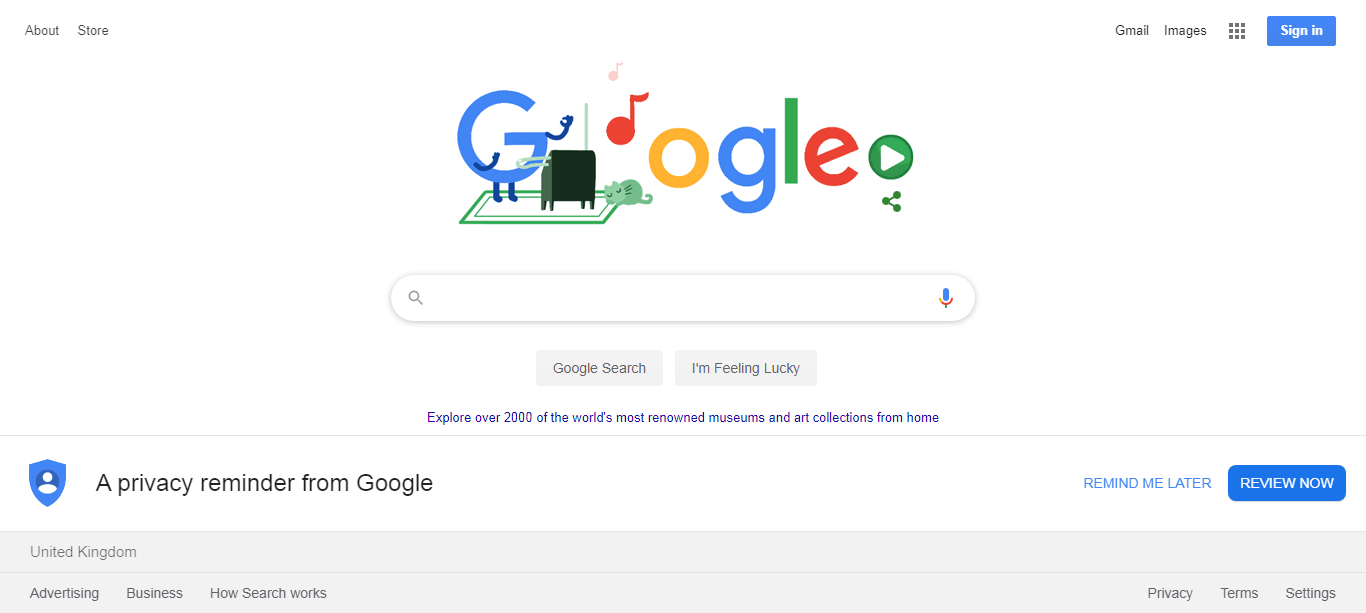 About Store
Gmail Images Sign in
Google
Google Search I'm Feeling Lucky
Explore over 2000 of the world's most renowned museums and art collections from home
A privacy reminder from Google
REMIND ME LATER REVIEW NOW
United Kingdom
Advertising Business How Search works
Privacy Terms Settings